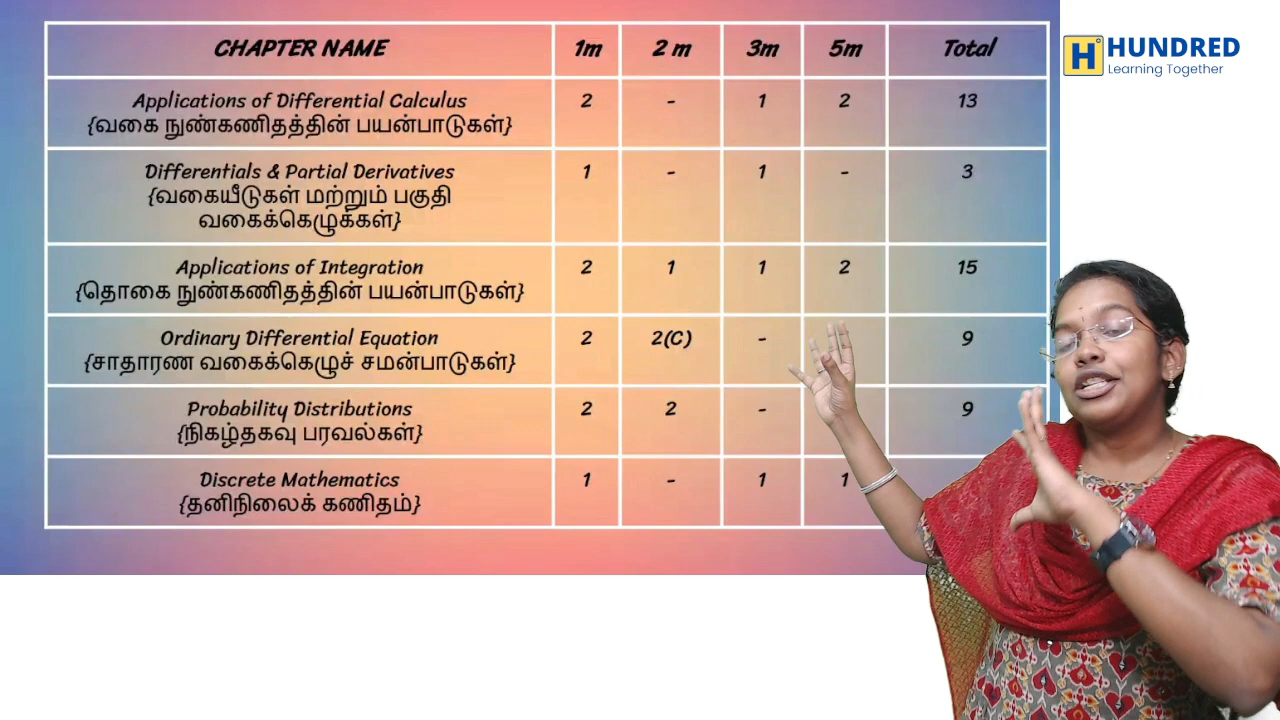 CHAPTER NAME 1m 2 m 3m 5m Total
Applications of Differential Calculus 2 - 1 2 13
{வகை நுண்கணிதத்தின் பயன்பாடுகள்}
Differentials & Partial Derivatives 1 - 1 - 3
{வகையீடுகள் மற்றும் பகுதி
வகைக்கெழுக்கள்}
Applications of Integration 2 1 1 2 15
{தொகை நுண்கணிதத்தின் பயன்பாடுகள்}
Ordinary Differential Equation 2 2(C) - 9
{சாதாரண வகைக்கெழுச் சமன்பாடுகள்}
Probability Distributions 2 2 - 9
{நிகழ்தகவு பரவல்கள்}
Discrete Mathematics 1 - 1 1
{தனிநிலைக் கணிதம்}
H HUNDRED
Learning Together